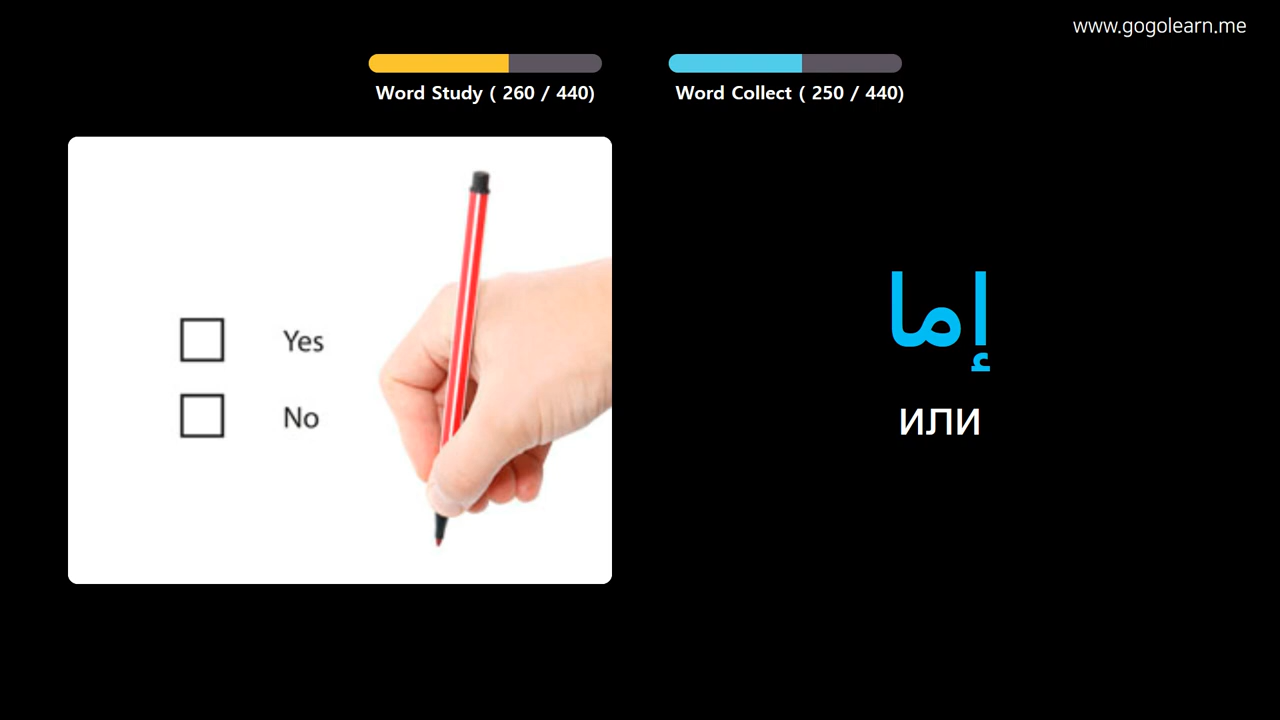 www.gogolearn.me
Word Study ( 260 / 440)
Word Collect ( 250 / 440)
Yes
No
إما
или